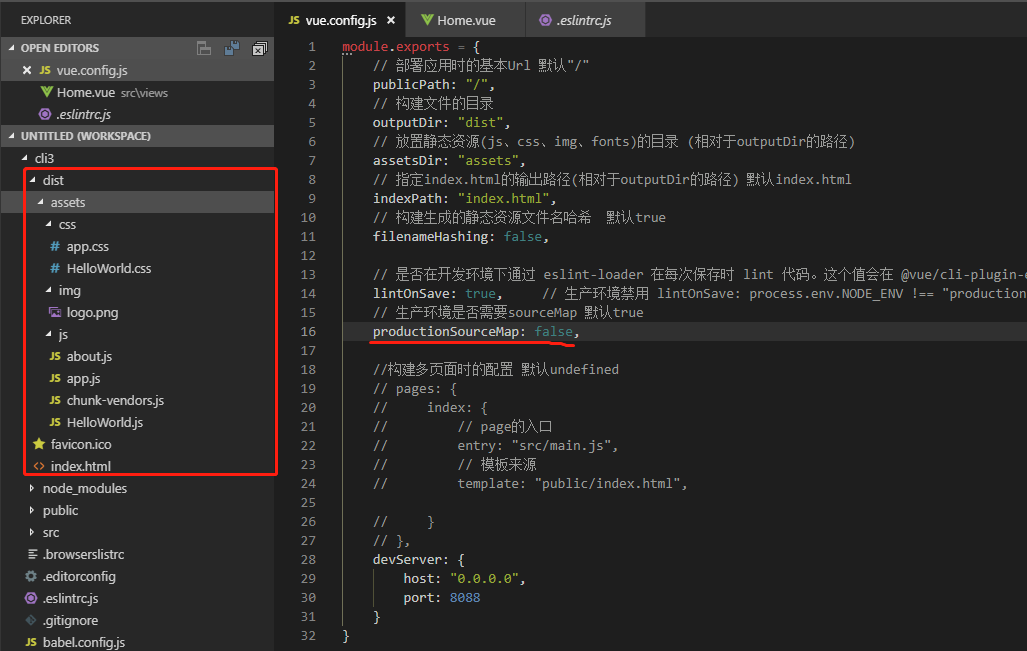 EXPLORER
OPEN EDITORS
JS vue.config.js
Home.vue src\views
.eslintrc.js
UNTITLED (WORKSPACE)
cli3
dist
assets
css
# app.css
# HelloWorld.css
img
logo.png
js
JS about.js
JS app.js
JS chunk-vendors.js
JS HelloWorld.js
favicon.ico
<> index.html
node_modules
public
src
.browserslistrc
.editorconfig
.eslintrc.js
.gitignore
JS babel.config.js
JS vue.config.js
Home.vue
.eslintrc.js
1 module.exports = {
2 // 部署应用时的基本Url 默认"/"
3 publicPath: "/",
4 // 构建文件的目录
5 outputDir: "dist",
6 // 放置静态资源(js、css、img、fonts)的目录 (相对于outputDir的路径)
7 assetsDir: "assets",
8 // 指定index.html的输出路径(相对于outputDir的路径) 默认index.html
9 indexPath: "index.html",
10 // 构建生成的静态资源文件名哈希  默认true
11 filenameHashing: false,
12
13 // 是否在开发环境下通过 eslint-loader 在每次保存时 lint 代码。这个值会在 @vue/cli-plugin-e
14 lintOnSave: true,     // 生产环境禁用 lintOnSave: process.env.NODE_ENV !== "production
15 // 生产环境是否需要sourceMap 默认true
16 productionSourceMap: false,
17
18 //构建多页面时的配置 默认undefined
19 // pages: {
20 //     index: {
21 //         // page的入口
22 //         entry: "src/main.js",
23 //         // 模板来源
24 //         template: "public/index.html",
25
26 //     }
27 // },
28 devServer: {
29 host: "0.0.0.0",
30 port: 8088
31 }
32 }